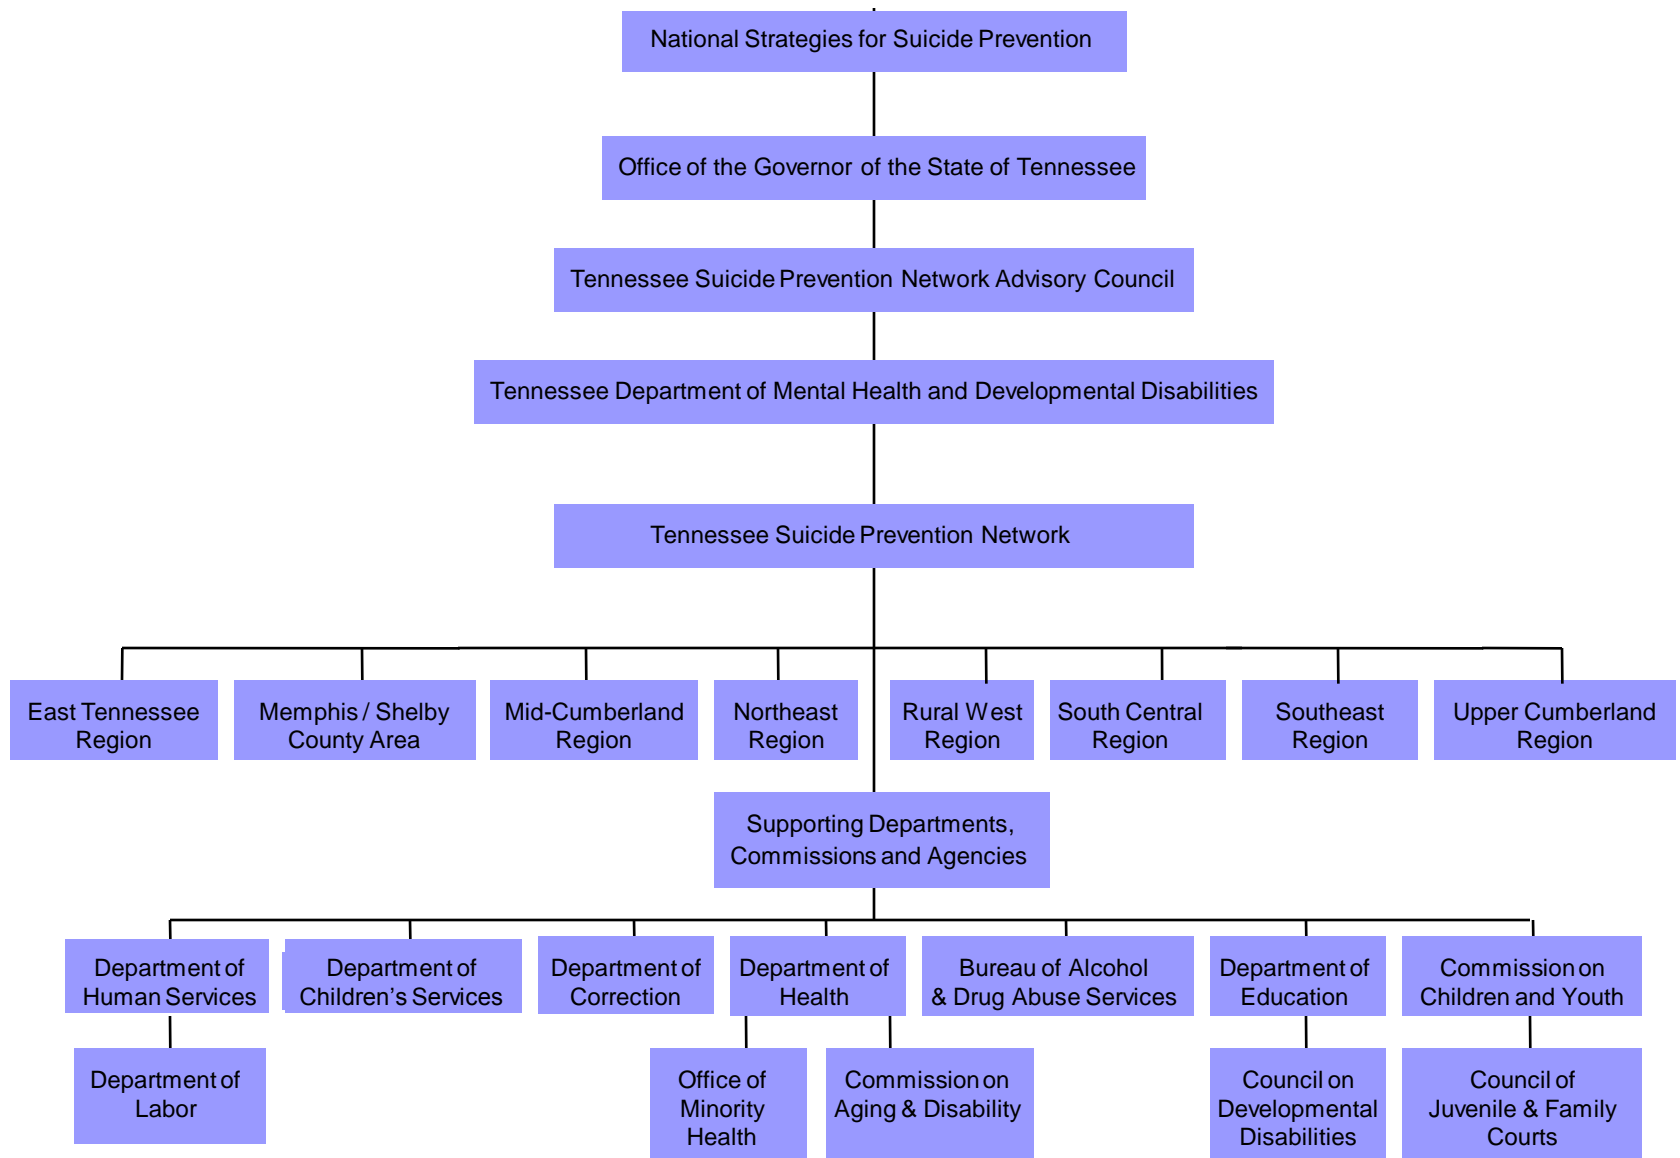 National Strategies for Suicide Prevention
Office of the Governor of the State of Tennessee
Tennessee Suicide Prevention Network Advisory Council
Tennessee Department of Mental Health and Developmental Disabilities
Tennessee Suicide Prevention Network
East Tennessee
Region
Memphis / Shelby
County Area
Mid-Cumberland
Region
Northeast
Region
Rural West
Region
South Central
Region
Southeast
Region
Upper Cumberland
Region
Supporting Departments,
Commissions and Agencies
Department of
Human Services
Department of
Children's Services
Department of
Correction
Department of
Health
Bureau of Alcohol
& Drug Abuse Services
Department of
Education
Commission on
Children and Youth
Department of
Labor
Office of
Minority
Health
Commission on
Aging & Disability
Council on
Developmental
Disabilities
Council of
Juvenile & Family
Courts